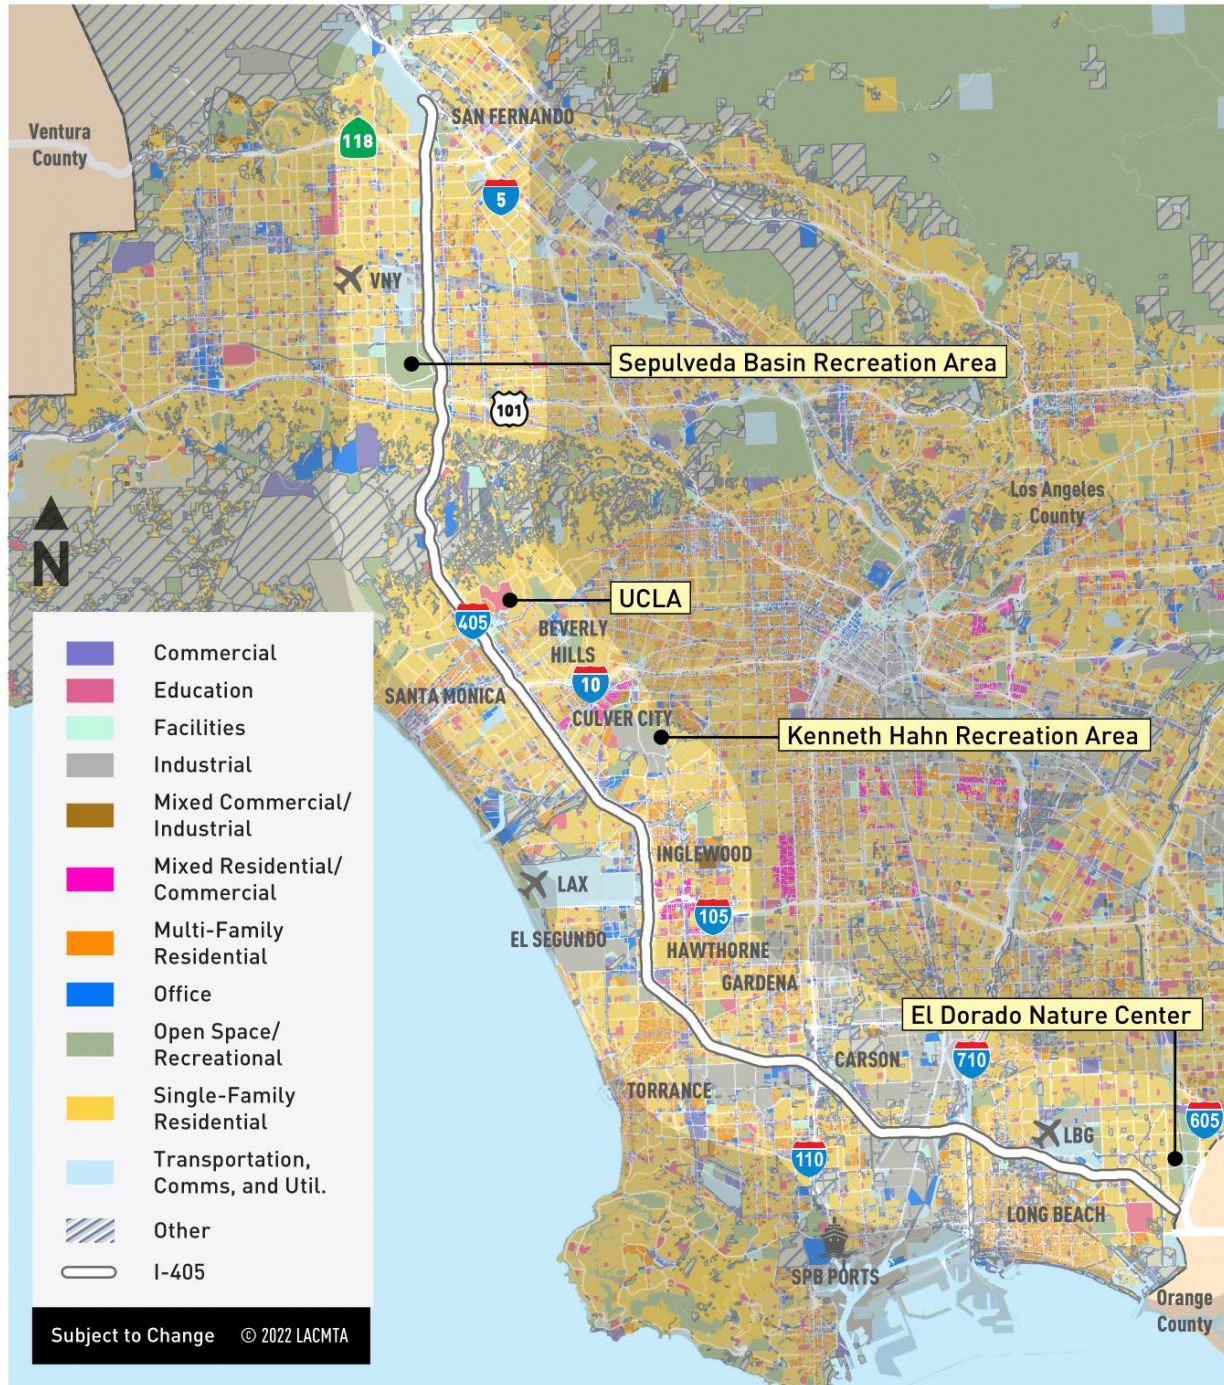 Ventura
County
118
SAN FERNANDO
5
VNY
Sepulveda Basin Recreation Area
101
Los Angeles
County
N
UCLA
405
BEVERLY
HILLS
10
SANTA MONICA
CULVER CITY
Kenneth Hahn Recreation Area
INGLEWOOD
LAX
105
EL SEGUNDO
HAWTHORNE
GARDENA
El Dorado Nature Center
CARSON
710
TORRANCE
605
LBG
110
LONG BEACH
SPB PORTS
Orange
County
Commercial
Education
Facilities
Industrial
Mixed Commercial/
Industrial
Mixed Residential/
Commercial
Multi-Family
Residential
Office
Open Space/
Recreational
Single-Family
Residential
Transportation,
Comms, and Util.
Other
I-405
Subject to Change © 2022 LACMTA